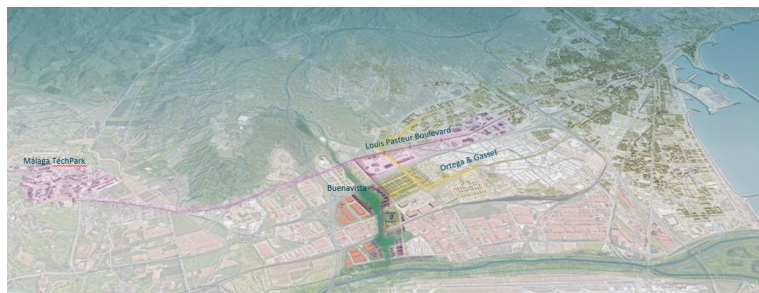 Louis Pasteur Boulevard
Málaga TechPark
Ortega & Gasset
Buenavista